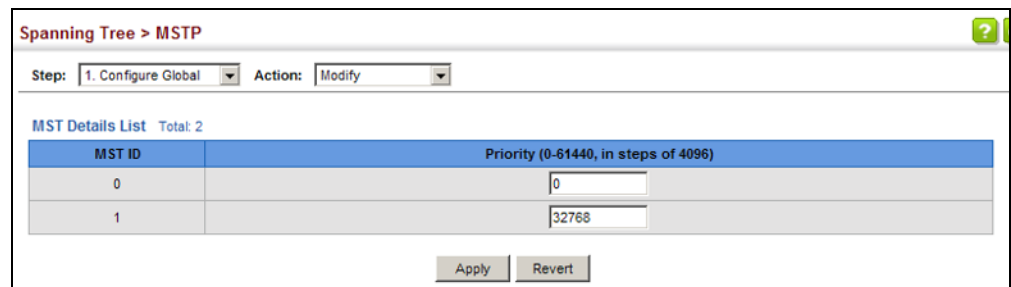 Spanning Tree > MSTP
?
Step: 1. Configure Global Action: Modify
MST Details List Total: 2
MST ID Priority (0-61440, in steps of 4096)
0 0
1 32768
Apply Revert